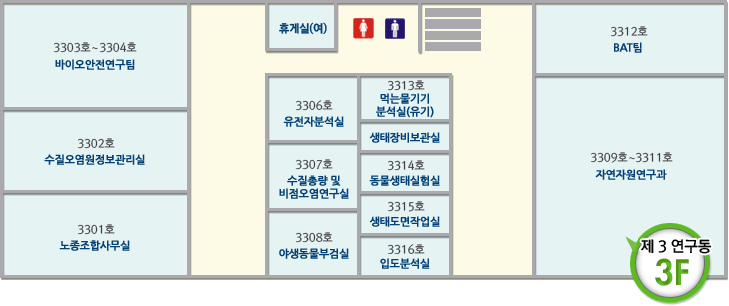 3303호~3304호
바이오안전연구팀
3302호
수질오염원정보관리실
3301호
노종조합사무실
휴게실(여)
3306호
유전자분석실
3307호
수질총량 및
비점오염연구실
3308호
야생동물부검실
3313호
먹는물기기
분석실(유기)
생태장비보관실
3314호
동물생태실험실
3315호
생태도면작업실
3316호
입도분석실
3312호
BAT팀
3309호~3311호
자연자원연구과
제 3 연구동
3F